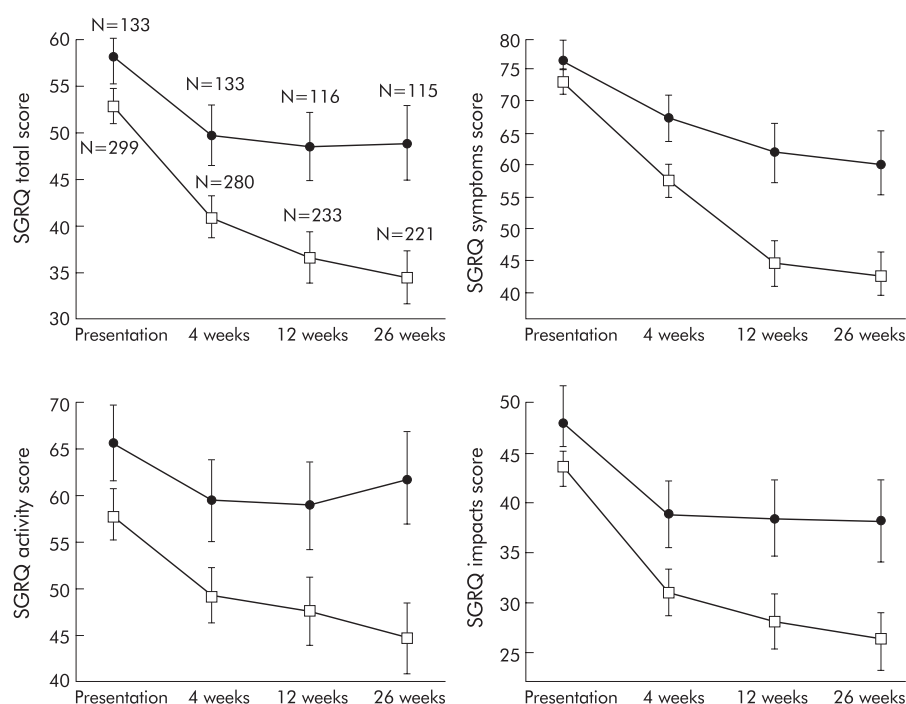 60
55
50
45
40
35
30
SGRQ total score
N=133
N=133
N=116
N=115
N=299
N=280
N=233
N=221
Presentation 4 weeks 12 weeks 26 weeks
80
75
70
65
60
55
50
45
40
SGRQ symptoms score
Presentation 4 weeks 12 weeks 26 weeks
70
65
60
55
50
45
40
SGRQ activity score
Presentation 4 weeks 12 weeks 26 weeks
50
45
40
35
28
25
SGRQ impacts score
Presentation 4 weeks 12 weeks 26 weeks